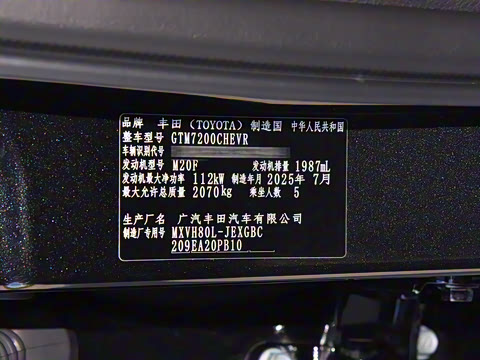 品牌 丰田（TOYOTA）制造国 中华人民共和国
整车型号 GTM7200CHEVR
车辆识别代号
发动机型号 M20F 发动机排量 1987mL
发动机最大净功率 112kW 制造年月 2025年 7月
最大允许总质量 2070kg 乘坐人数 5
生产厂名 广汽丰田汽车有限公司
制造厂专用号 MXVH80L-JEXGBC
209EA20PB10